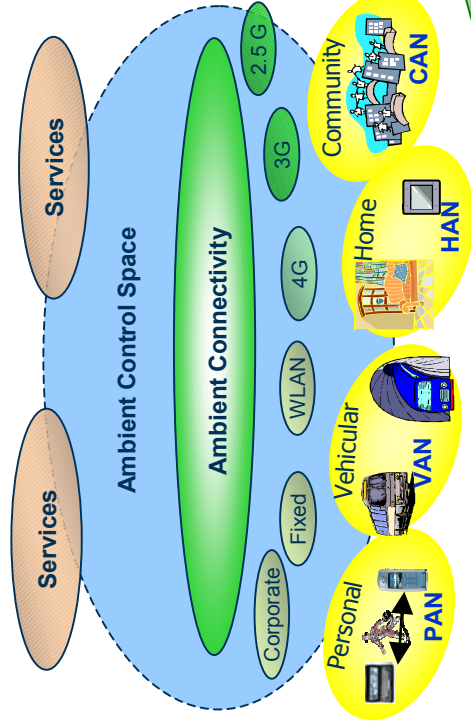 Services
Services
Ambient Control Space
Ambient Connectivity
Corporate
Fixed
WLAN
4G
3G
2.5 G
Personal
PAN
Vehicular
VAN
Home
HAN
Community
CAN